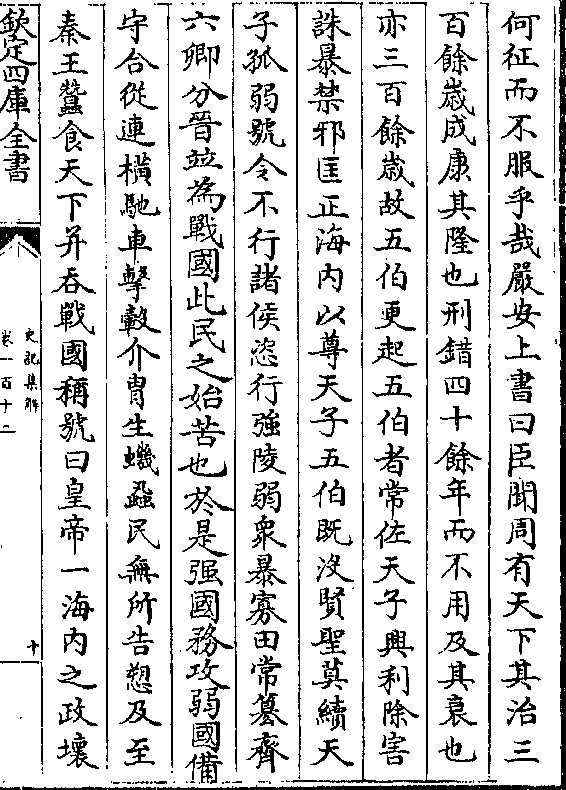 何征而不服乎哉嚴安上書曰臣聞周有天下其治三
百餘歲成康其隆也刑錯四十餘年而不用及其衰也
亦三百餘歲故五伯更起五伯者常佐天子興利除害
誅暴禁邪匡正海內以尊天子五伯既沒賢聖莫續天
子孤弱號令不行諸侯恣行強陵弱衆暴寡田常篡齊
六卿分晉並為戰國此民之始苦也於是强國務攻弱國備
守合從連橫馳車擊轂介冑生蟣蝨民無所告愬及至
秦王蠶食天下并吞戰國稱號曰皇帝一海內之政壞
欽定四庫全書
史記集解
卷一百十二
十